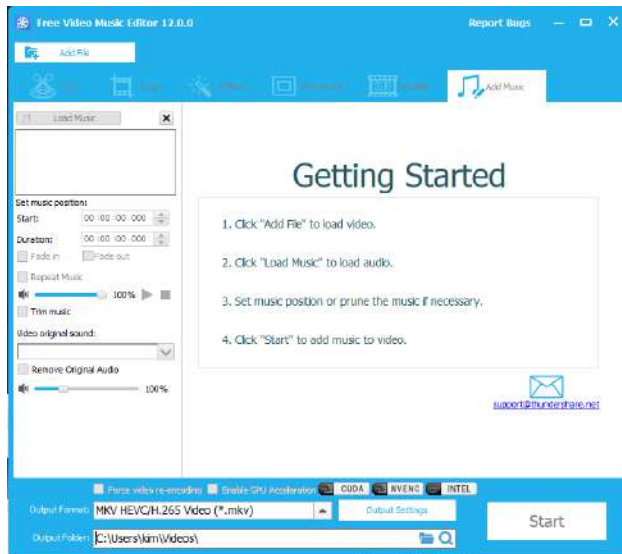 Free Video Music Editor 12.0.0
Report Bugs
Add File
Add Music
Load Music
Getting Started
1. Click "Add File" to load video.
2. Click "Load Music" to load audio.
3. Set music position or prune the music if necessary.
4. Click "Start" to add music to video.
support@thundershare.net
Set music position:
Start: 00 :00 :00 .000
Duration: 00 :00 :00 .000
Fade in Fade out
Repeat Music
100%
Trim music
Video original sound:
Remove Original Audio
100%
Force video re-encoding Enable GPU Acceleration CUDA NVENC INTEL
Output Format: MKV HEVC/H.265 Video (*.mkv) Output Settings
Start
Output Folder: C:\Users\kim\Videos\